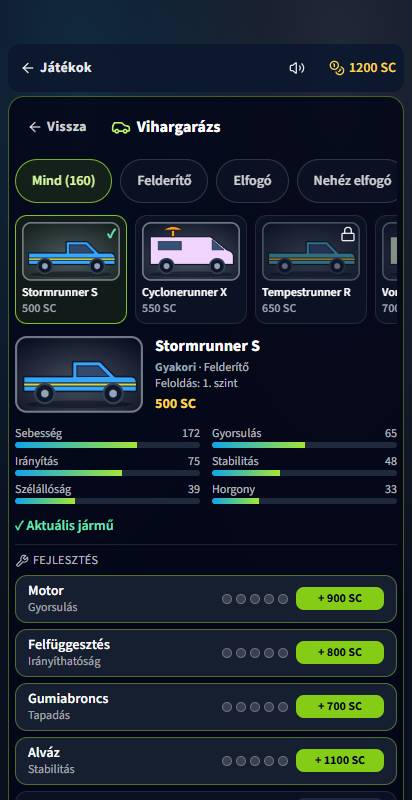 Játékok
1200 SC
Vissza
Vihargarázs
Mind (160)
Felderítő
Elfogó
Nehéz elfogó
Stormrunner S
500 SC
Cyclonerunner X
550 SC
Tempestrunner R
650 SC
Stormrunner S
Gyakori · Felderítő
Feloldás: 1. szint
500 SC
Sebesség 172
Gyorsulás 65
Irányítás 75
Stabilitás 48
Szélállóság 39
Horgony 33
✓ Aktuális jármű
FEJLESZTÉS
Motor
Gyorsulás
+ 900 SC
Felfüggesztés
Irányíthatóság
+ 800 SC
Gumiabroncs
Tapadás
+ 700 SC
Alváz
Stabilitás
+ 1100 SC